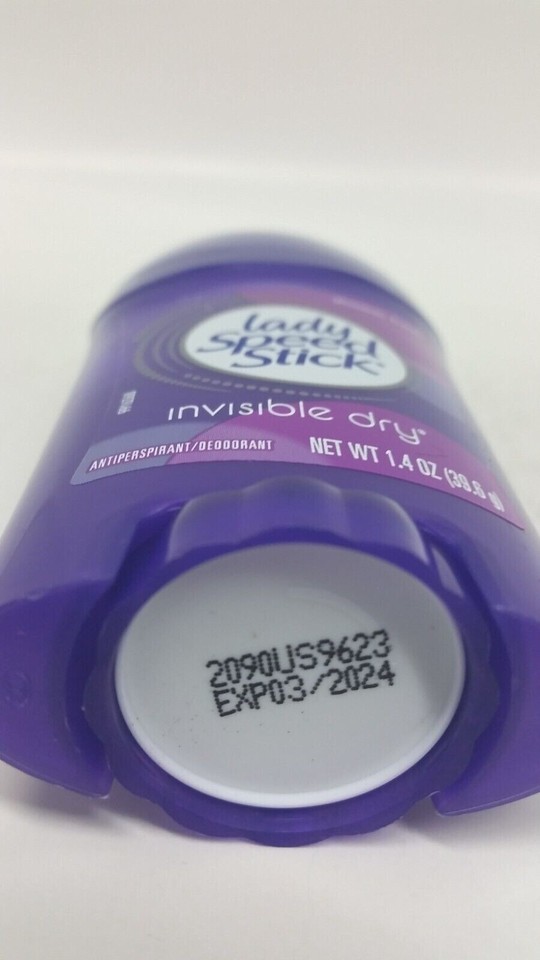 lady
Speed
Stick®
invisible dry®
ANTIPERSPIRANT/DEODORANT
NET WT 1.4 OZ (39.6 g)
2090US9623
EXP03/2024